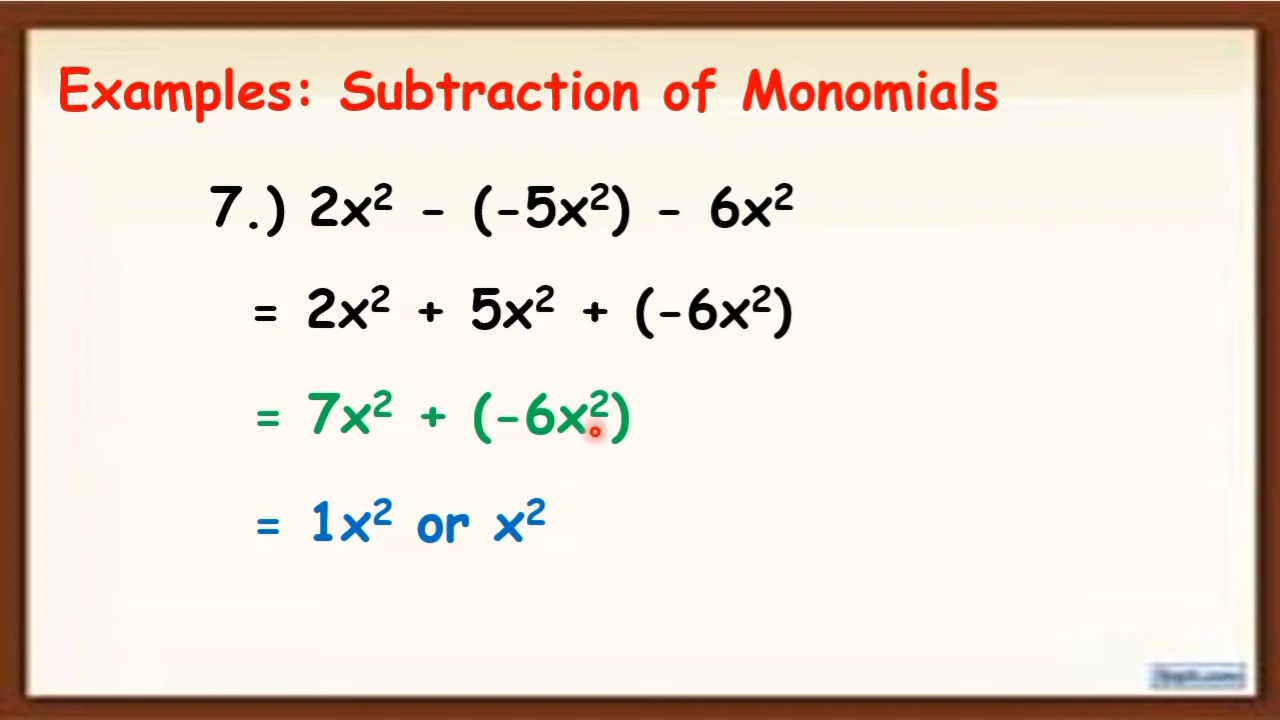 Examples: Subtraction of Monomials
7.) 2x² - (-5x²) - 6x²
= 2x² + 5x² + (-6x²)
= 7x² + (-6x²)
= 1x² or x²